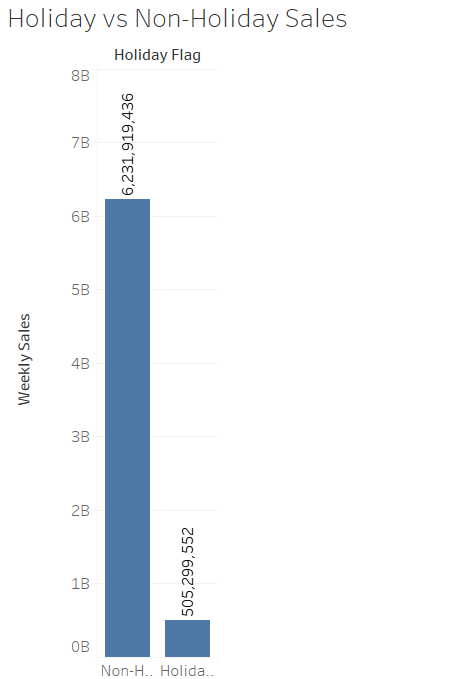 Holiday vs Non-Holiday Sales
Holiday Flag
8B
7B
6B
5B
4B
3B
2B
1B
0B
Weekly Sales
6,231,919,436
505,299,552
Non-H..
Holida..